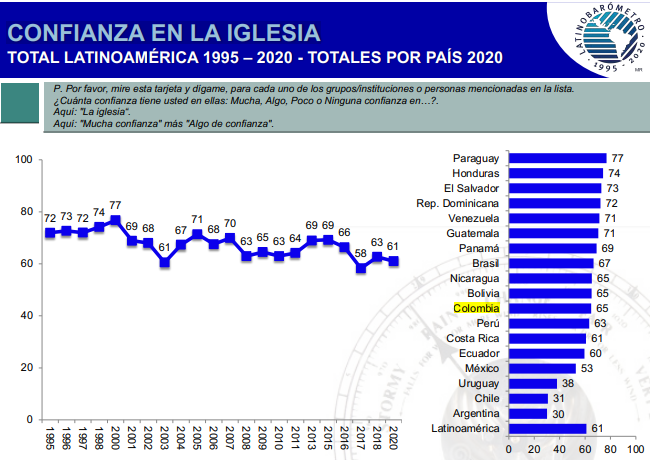 CONFIANZA EN LA IGLESIA
TOTAL LATINOAMÉRICA 1995 – 2020 - TOTALES POR PAÍS 2020
LATINOBARÓMETRO
• 1995 - 2020 •
MR
P. Por favor, mire esta tarjeta y dígame, para cada uno de los grupos/instituciones o personas mencionadas en la lista.
¿Cuánta confianza tiene usted en ellas: Mucha, Algo, Poco o Ninguna confianza en…?.
Aquí: "La iglesia".
Aquí: "Mucha confianza" más "Algo de confianza".
100
80
60
40
20
0
72 73 72 74 77 69 68 61 67 71 68 70 63 65 63 64 69 69 66 58 63 61
1995 1996 1997 1998 2000 2001 2002 2003 2004 2005 2006 2007 2008 2009 2010 2011 2013 2015 2016 2017 2018 2020
Paraguay 77
Honduras 74
El Salvador 73
Rep. Dominicana 72
Venezuela 71
Guatemala 71
Panamá 69
Brasil 67
Nicaragua 65
Bolivia 65
Colombia 65
Perú 63
Costa Rica 61
Ecuador 60
México 53
Uruguay 38
Chile 31
Argentina 30
Latinoamérica 61
0 20 40 60 80 100